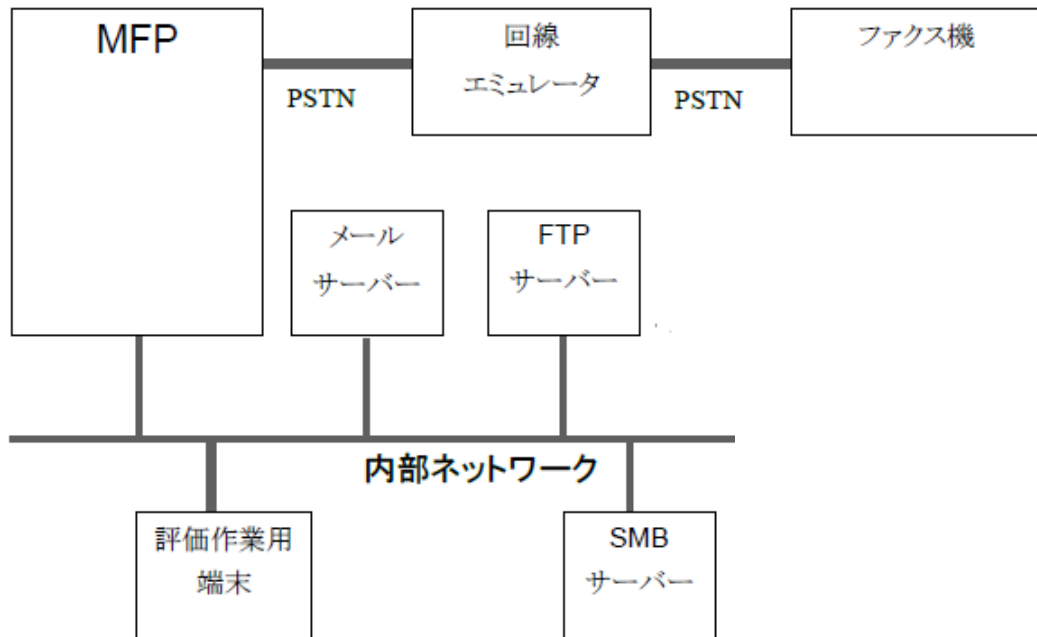 MFP
回線
エミュレータ
ファクス機
PSTN
PSTN
メール
サーバー
FTP
サーバー
内部ネットワーク
評価作業用
端末
SMB
サーバー